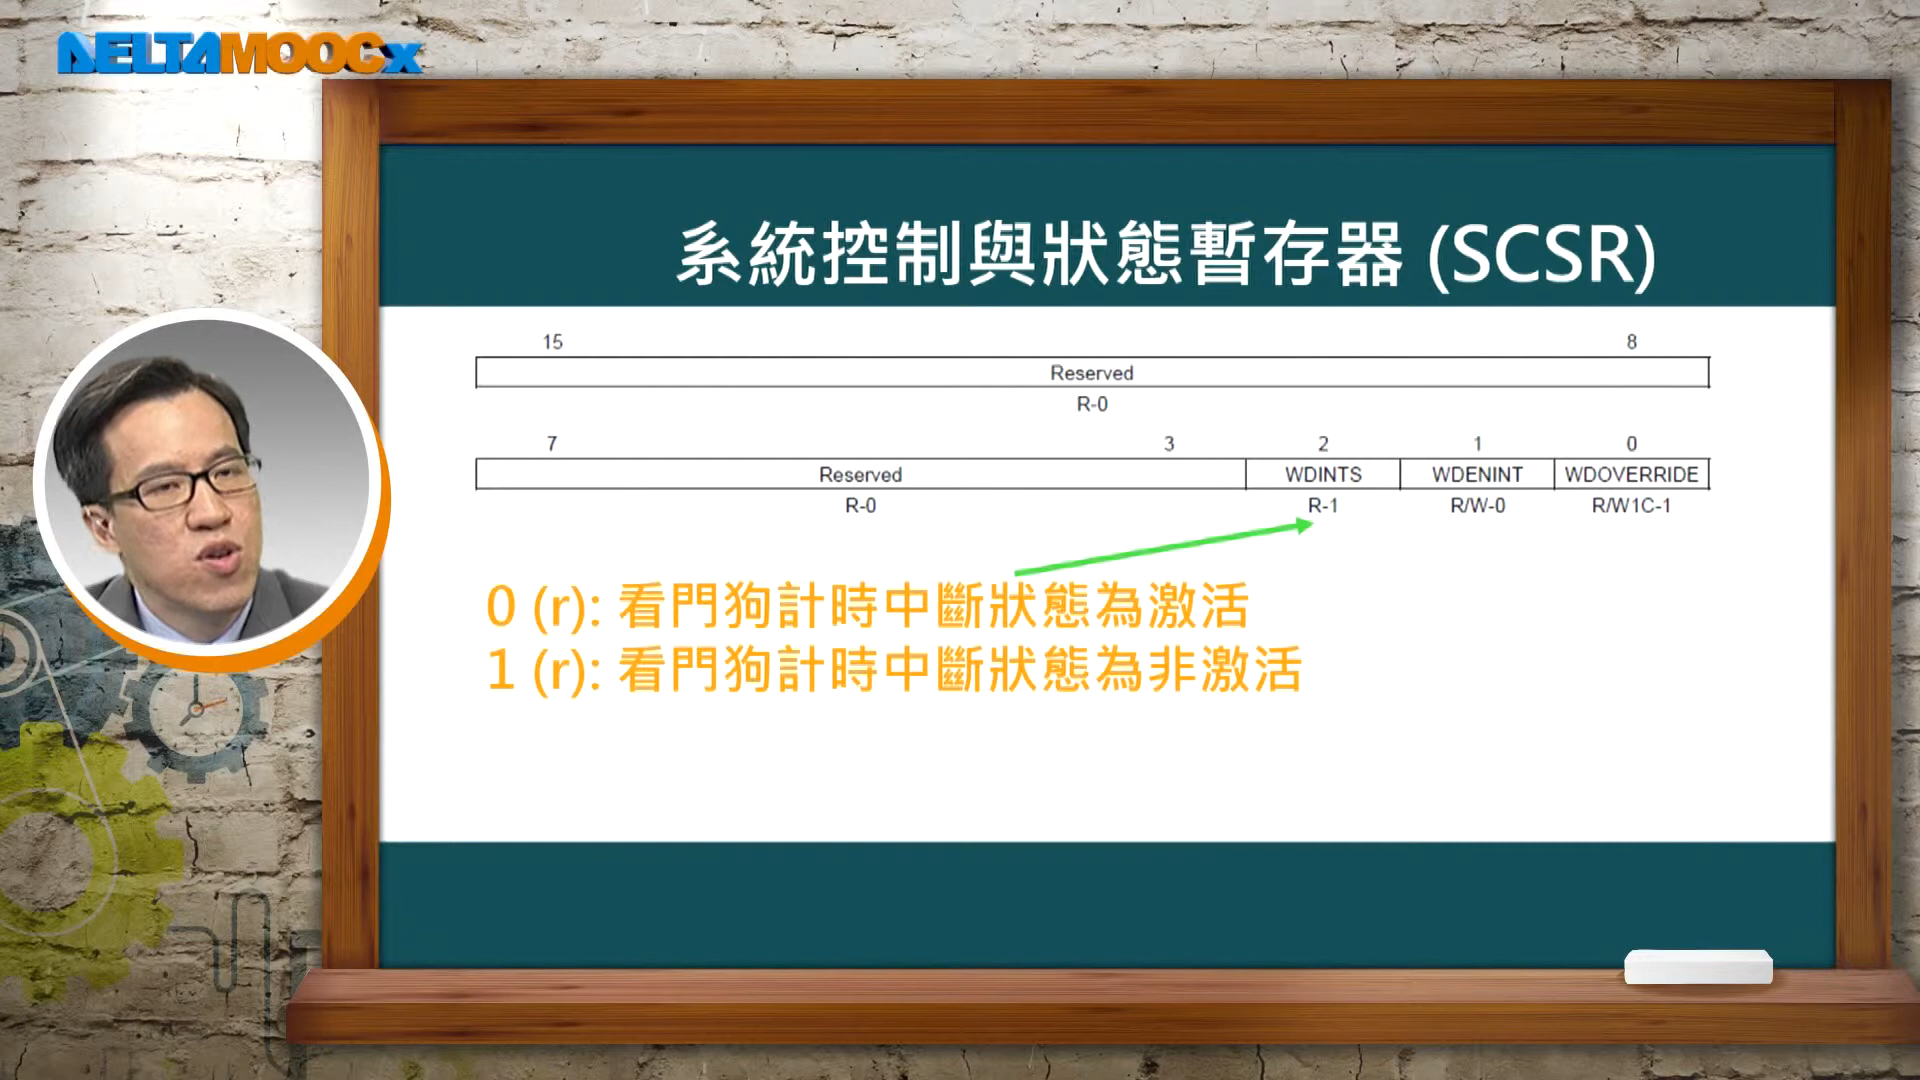 DELTAMOOCx
系統控制與狀態暫存器 (SCSR)
15 8
Reserved
R-0
7 3 2 1 0
Reserved WDINTS WDENINT WDOVERRIDE
R-0 R-1 R/W-0 R/W1C-1
0 (r): 看門狗計時中斷狀態為激活
1 (r): 看門狗計時中斷狀態為非激活